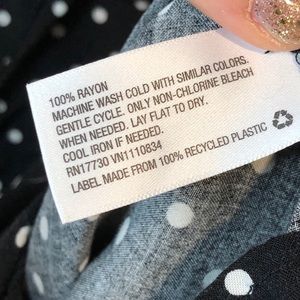 100% RAYON
MACHINE WASH COLD WITH SIMILAR COLORS.
GENTLE CYCLE. ONLY NON-CHLORINE BLEACH
WHEN NEEDED. LAY FLAT TO DRY.
COOL IRON IF NEEDED.
RN17730 VN1110834
LABEL MADE FROM 100% RECYCLED PLASTIC